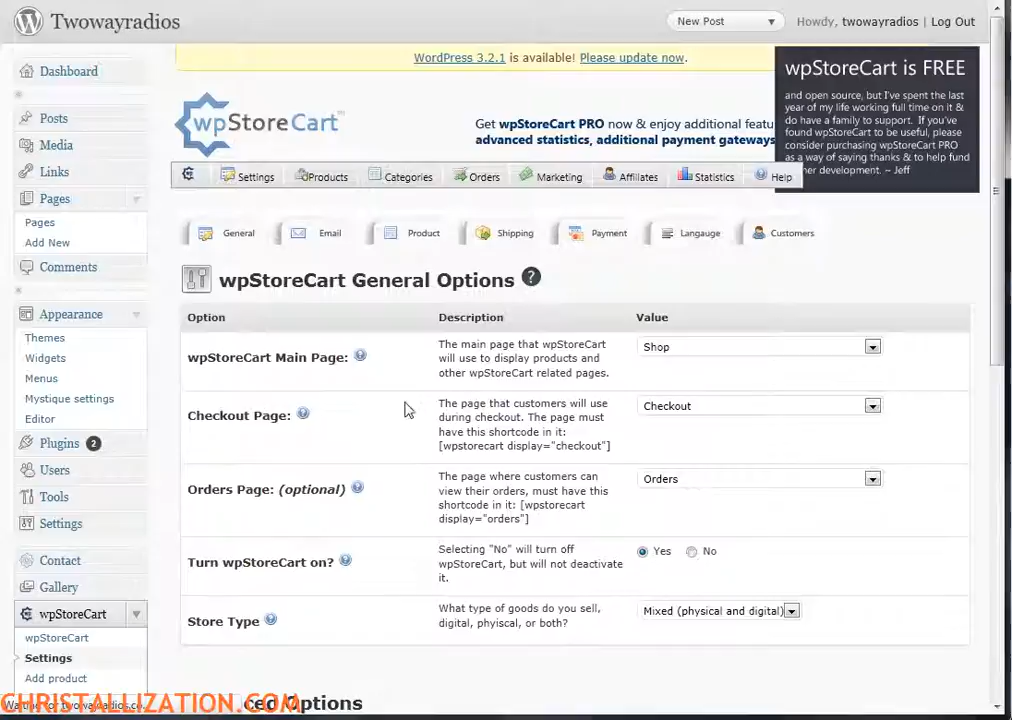 Twowayradios
New Post
Howdy, twowayradios | Log Out
WordPress 3.2.1 is available! Please update now.
Dashboard
Posts
Media
Links
Pages
Pages
Add New
Comments
Appearance
Themes
Widgets
Menus
Mystique settings
Editor
Plugins 2
Users
Tools
Settings
Contact
Gallery
wpStoreCart
wpStoreCart
Settings
Add product
wpStoreCart™
Get wpStoreCart PRO now & enjoy additional featu
advanced statistics, additional payment gateways
wpStoreCart is FREE
and open source, but I've spent the last
year of my life working full time on it &
do have a family to support. If you've
found wpStoreCart to be useful, please
consider purchasing wpStoreCart PRO
as a way of saying thanks & to help fund
her development. ~ Jeff
Settings
Products
Categories
Orders
Marketing
Affiliates
Statistics
Help
General
Email
Product
Shipping
Payment
Langauge
Customers
wpStoreCart General Options ?
Option
Description
Value
wpStoreCart Main Page:
The main page that wpStoreCart
will use to display products and
other wpStoreCart related pages.
Shop
Checkout Page:
The page that customers will use
during checkout. The page must
have this shortcode in it:
[wpstorecart display="checkout"]
Checkout
Orders Page: (optional)
The page where customers can
view their orders, must have this
shortcode in it: [wpstorecart
display="orders"]
Orders
Turn wpStoreCart on?
Selecting "No" will turn off
wpStoreCart, but will not deactivate
it.
Yes
No
Store Type
What type of goods do you sell,
digital, phyiscal, or both?
Mixed (physical and digital)
CHRISTALLIZATION.COM
ced Options